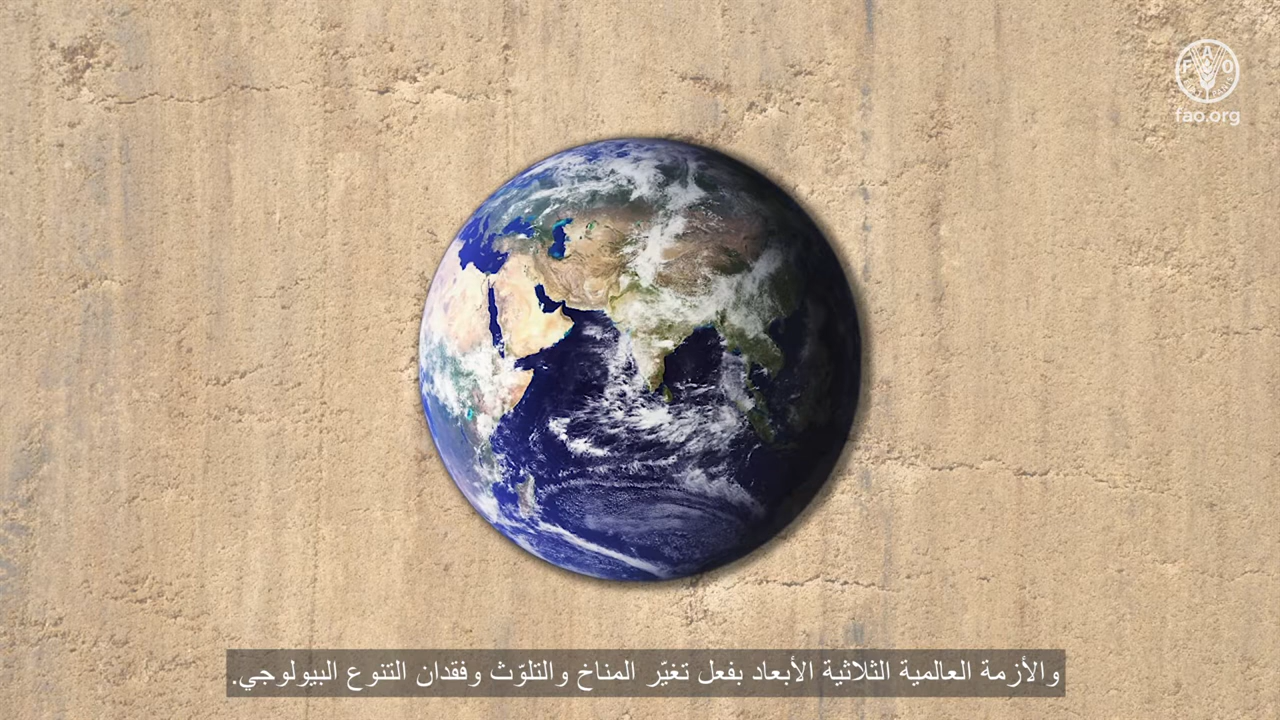 F A O
fao.org
والأزمة العالمية الثلاثية الأبعاد بفعل تغيّر المناخ والتلوّث وفقدان التنوع البيولوجي.